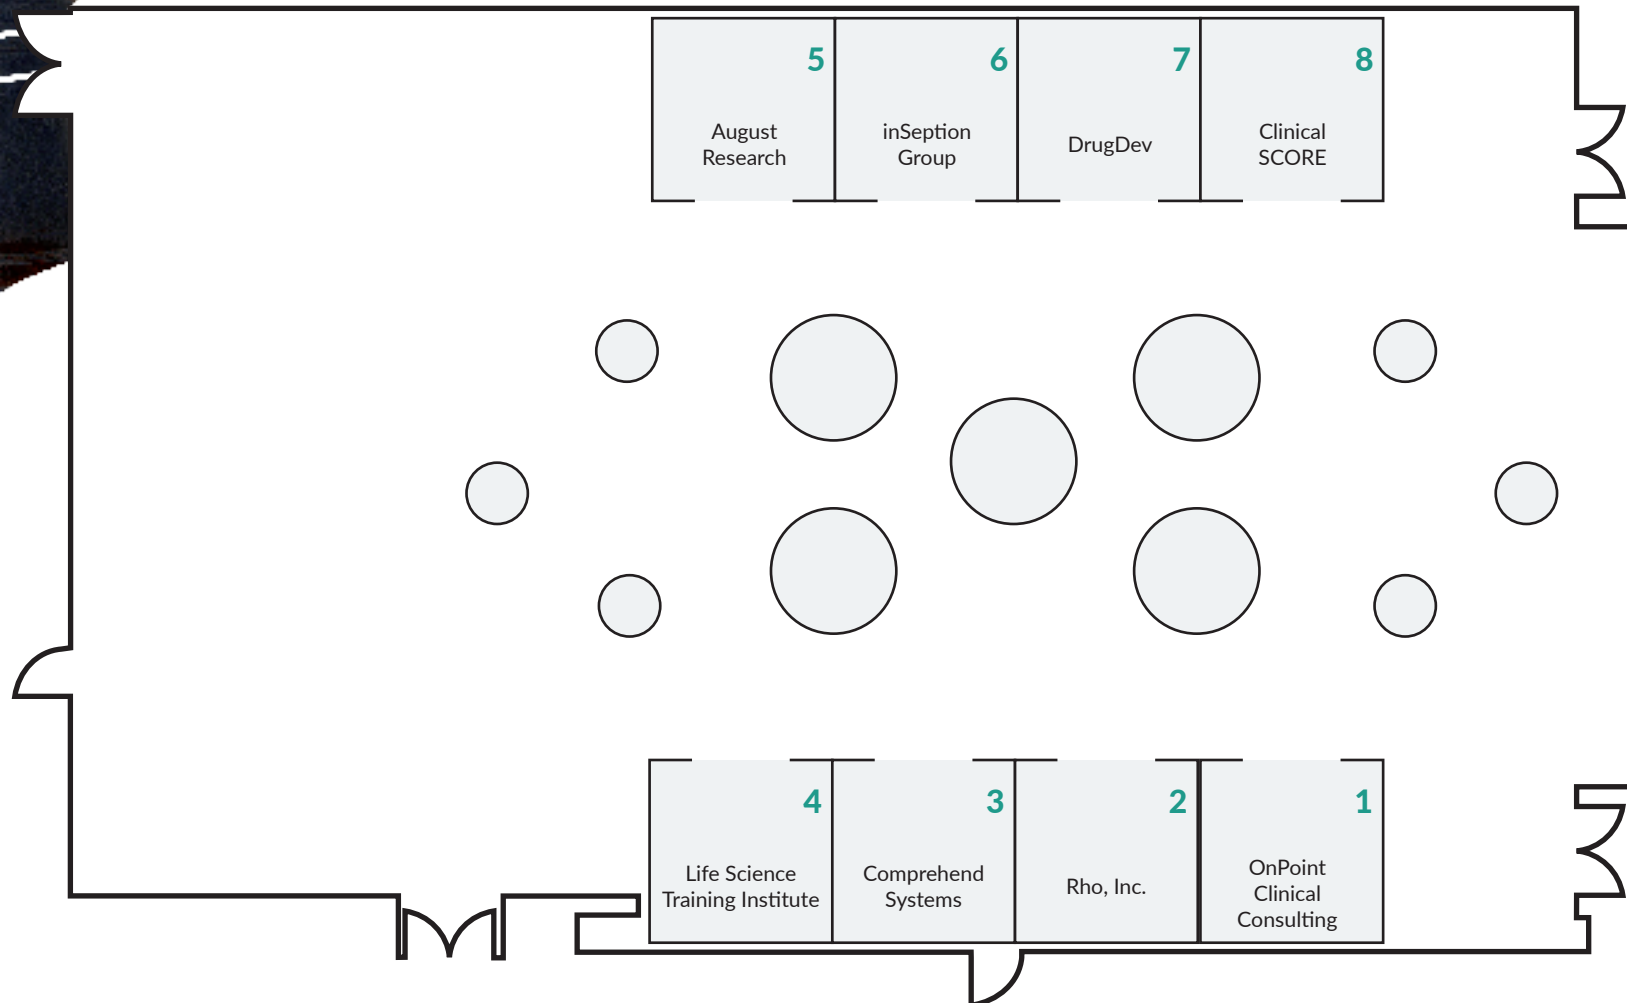 5
August
Research
6
inSeption
Group
7
DrugDev
8
Clinical
SCORE
4
Life Science
Training Institute
3
Comprehend
Systems
2
Rho, Inc.
1
OnPoint
Clinical
Consulting